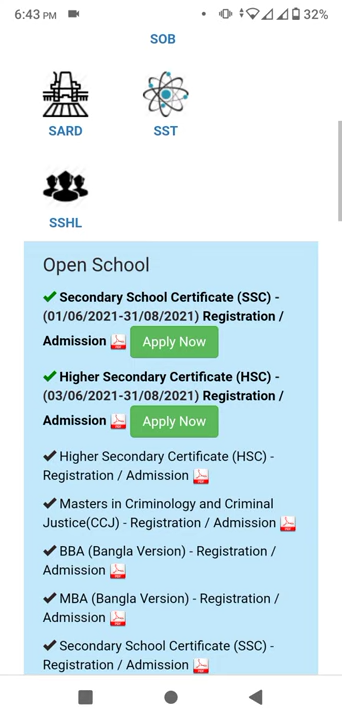 6:43 PM 32%
SOB
SARD SST
SSHL
Open School
✔ Secondary School Certificate (SSC) -
(01/06/2021-31/08/2021) Registration /
Admission Apply Now
✔ Higher Secondary Certificate (HSC) -
(03/06/2021-31/08/2021) Registration /
Admission Apply Now
✔ Higher Secondary Certificate (HSC) -
Registration / Admission
✔ Masters in Criminology and Criminal
Justice(CCJ) - Registration / Admission
✔ BBA (Bangla Version) - Registration /
Admission
✔ MBA (Bangla Version) - Registration /
Admission
✔ Secondary School Certificate (SSC) -
Registration / Admission